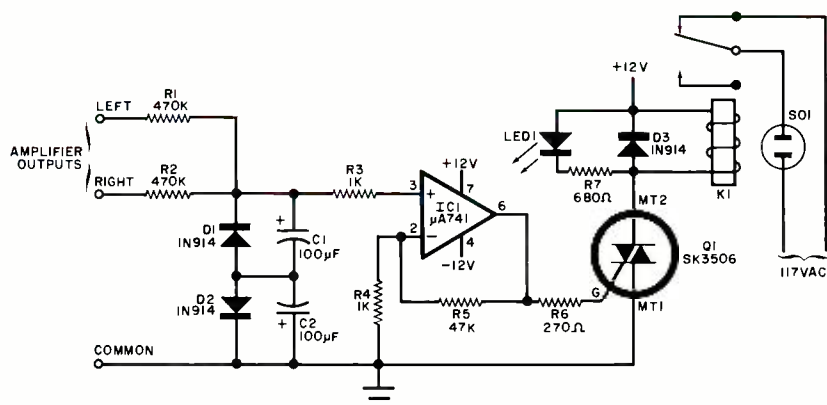 LEFT
R1
470K
AMPLIFIER
OUTPUTS
RIGHT
R2
470K
R3
1K
D1
1N914
+
C1
100µF
D2
1N914
+
C2
100µF
COMMON
R4
1K
+12V
3
+
7
IC1
µA741
6
2
−
4
-12V
R5
47K
R6
270Ω
G
+12V
LED1
D3
1N914
R7
680Ω
K1
MT2
Q1
SK3506
MT1
SO1
117VAC